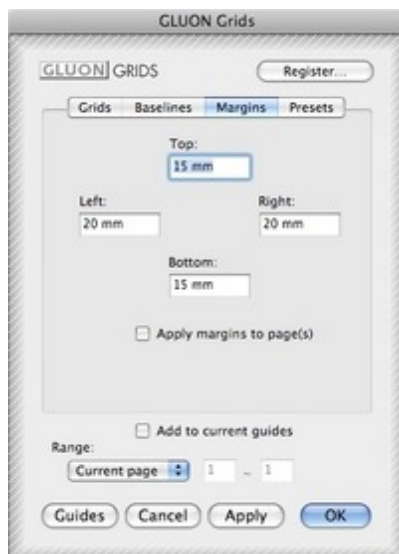 GLUON Grids
GLUON GRIDS
Register...
Grids Baselines Margins Presets
Top:
15 mm
Left: Right:
20 mm 20 mm
Bottom:
15 mm
Apply margins to page(s)
Add to current guides
Range:
Current page 1 - 1
Guides Cancel Apply OK